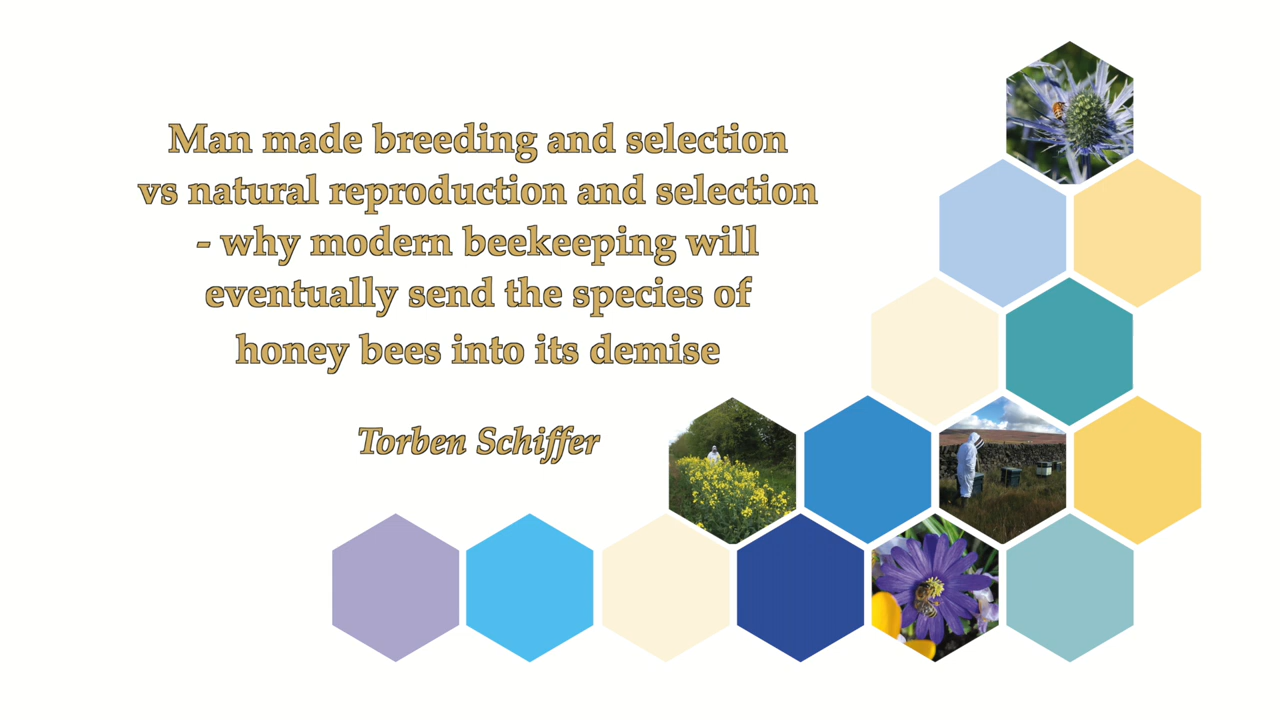 Man made breeding and selection
vs natural reproduction and selection
- why modern beekeeping will
eventually send the species of
honey bees into its demise
Torben Schiffer